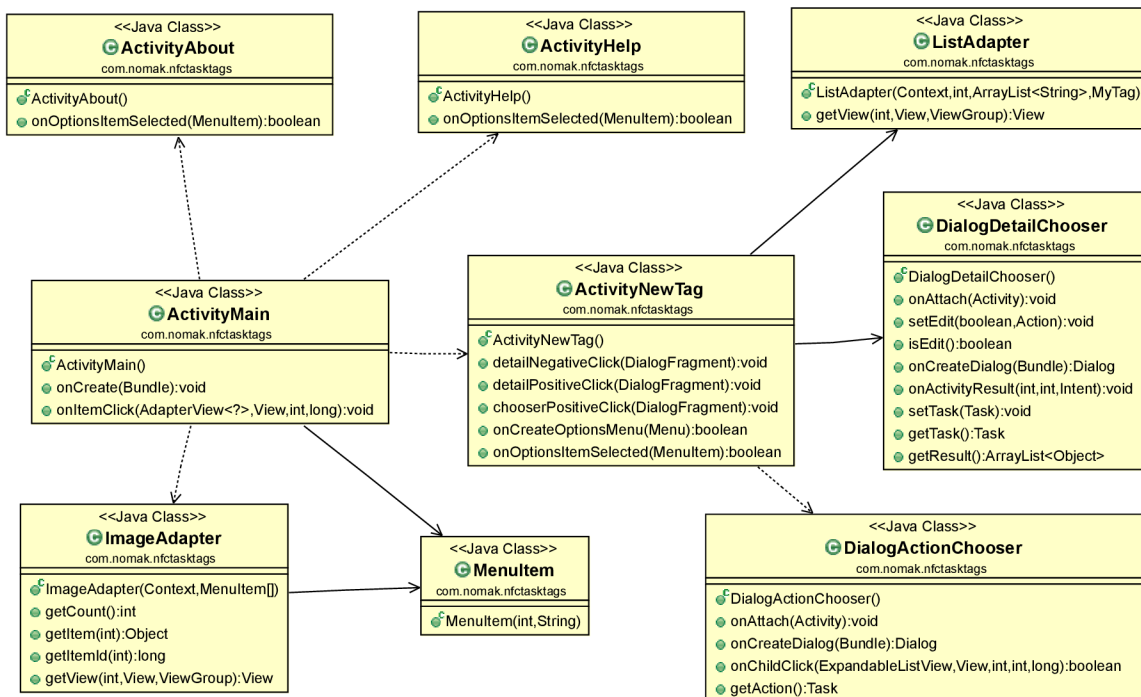 <<Java Class>>
ActivityAbout
com.nomak.nfctasktags
ActivityAbout()
onOptionsItemSelected(MenuItem):boolean
<<Java Class>>
ActivityHelp
com.nomak.nfctasktags
ActivityHelp()
onOptionsItemSelected(MenuItem):boolean
<<Java Class>>
ListAdapter
com.nomak.nfctasktags
ListAdapter(Context,int,ArrayList<String>,MyTag)
getView(int,View,ViewGroup):View
<<Java Class>>
ActivityMain
com.nomak.nfctasktags
ActivityMain()
onCreate(Bundle):void
onItemClick(AdapterView<?>,View,int,long):void
<<Java Class>>
ActivityNewTag
com.nomak.nfctasktags
ActivityNewTag()
detailNegativeClick(DialogFragment):void
detailPositiveClick(DialogFragment):void
chooserPositiveClick(DialogFragment):void
onCreateOptionsMenu(Menu):boolean
onOptionsItemSelected(MenuItem):boolean
<<Java Class>>
DialogDetailChooser
com.nomak.nfctasktags
DialogDetailChooser()
onAttach(Activity):void
setEdit(boolean,Action):void
isEdit():boolean
onCreateDialog(Bundle):Dialog
onActivityResult(int,int,Intent):void
setTask(Task):void
getTask():Task
getResult():ArrayList<Object>
<<Java Class>>
ImageAdapter
com.nomak.nfctasktags
ImageAdapter(Context,MenuItem[])
getCount():int
getItem(int):Object
getItemId(int):long
getView(int,View,ViewGroup):View
<<Java Class>>
MenuItem
com.nomak.nfctasktags
MenuItem(int,String)
<<Java Class>>
DialogActionChooser
com.nomak.nfctasktags
DialogActionChooser()
onAttach(Activity):void
onCreateDialog(Bundle):Dialog
onChildClick(ExpandableListView,View,int,int,long):boolean
getAction():Task